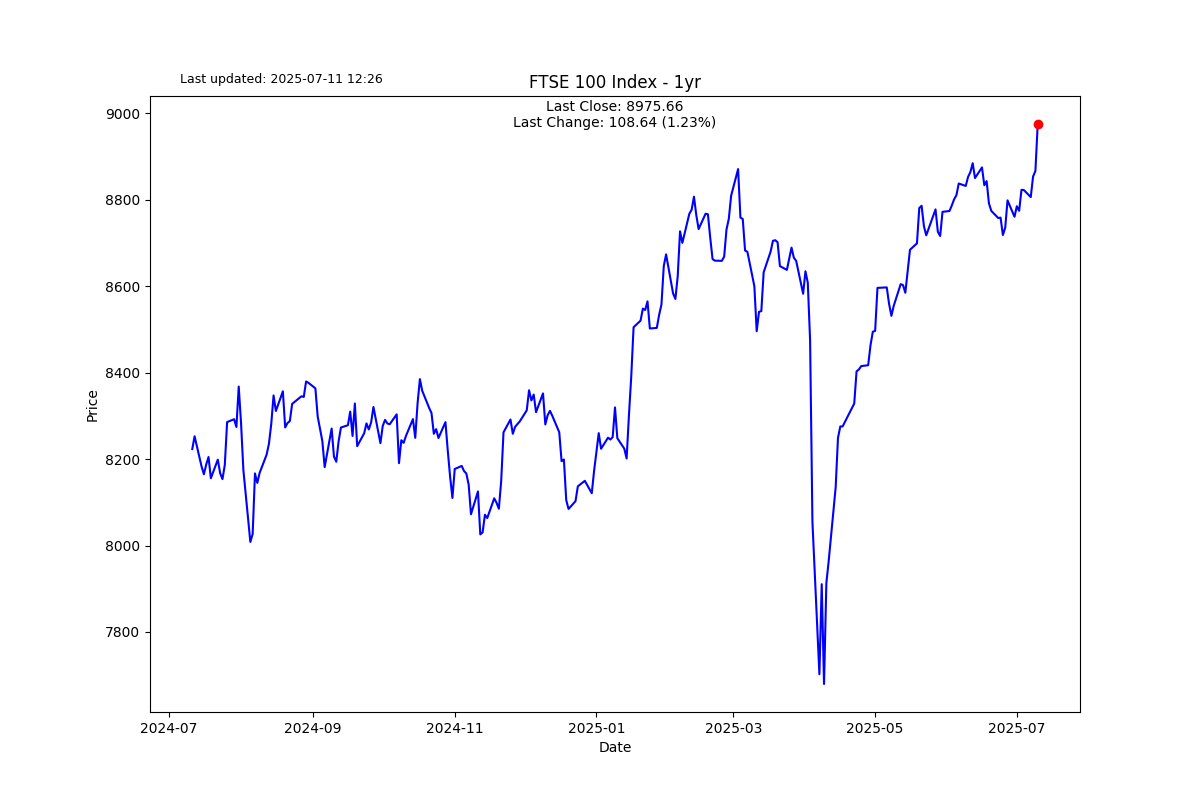 Last updated: 2025-07-11 12:26
FTSE 100 Index - 1yr
Last Close: 8975.66
Last Change: 108.64 (1.23%)
9000
8800
8600
8400
8200
8000
7800
Price
2024-07
2024-09
2024-11
2025-01
2025-03
2025-05
2025-07
Date